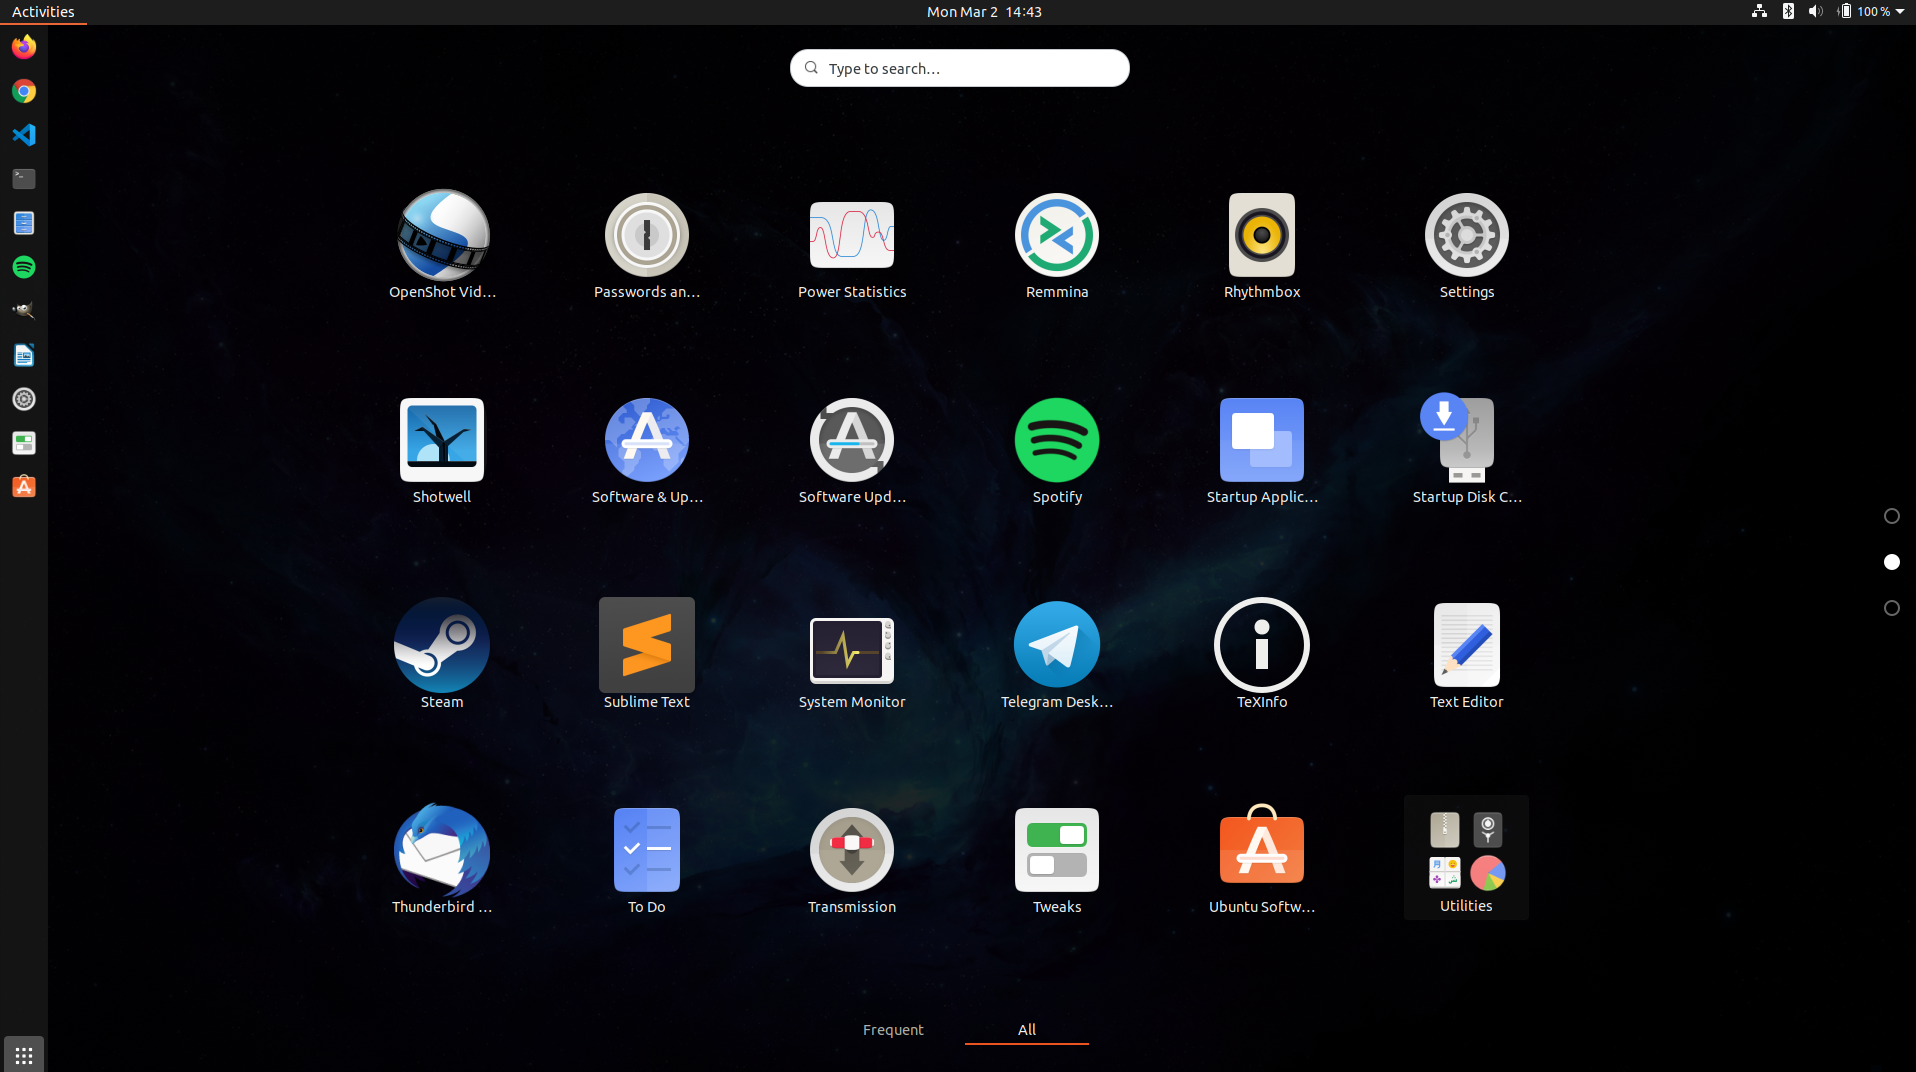 Activities
Mon Mar 2 14:43
100 %
Type to search…
OpenShot Vid…
Passwords an…
Power Statistics
Remmina
Rhythmbox
Settings
Shotwell
Software & Up…
Software Upd…
Spotify
Startup Applic…
Startup Disk C…
Steam
Sublime Text
System Monitor
Telegram Desk…
TeXInfo
Text Editor
Thunderbird …
To Do
Transmission
Tweaks
Ubuntu Softw…
Utilities
Frequent
All